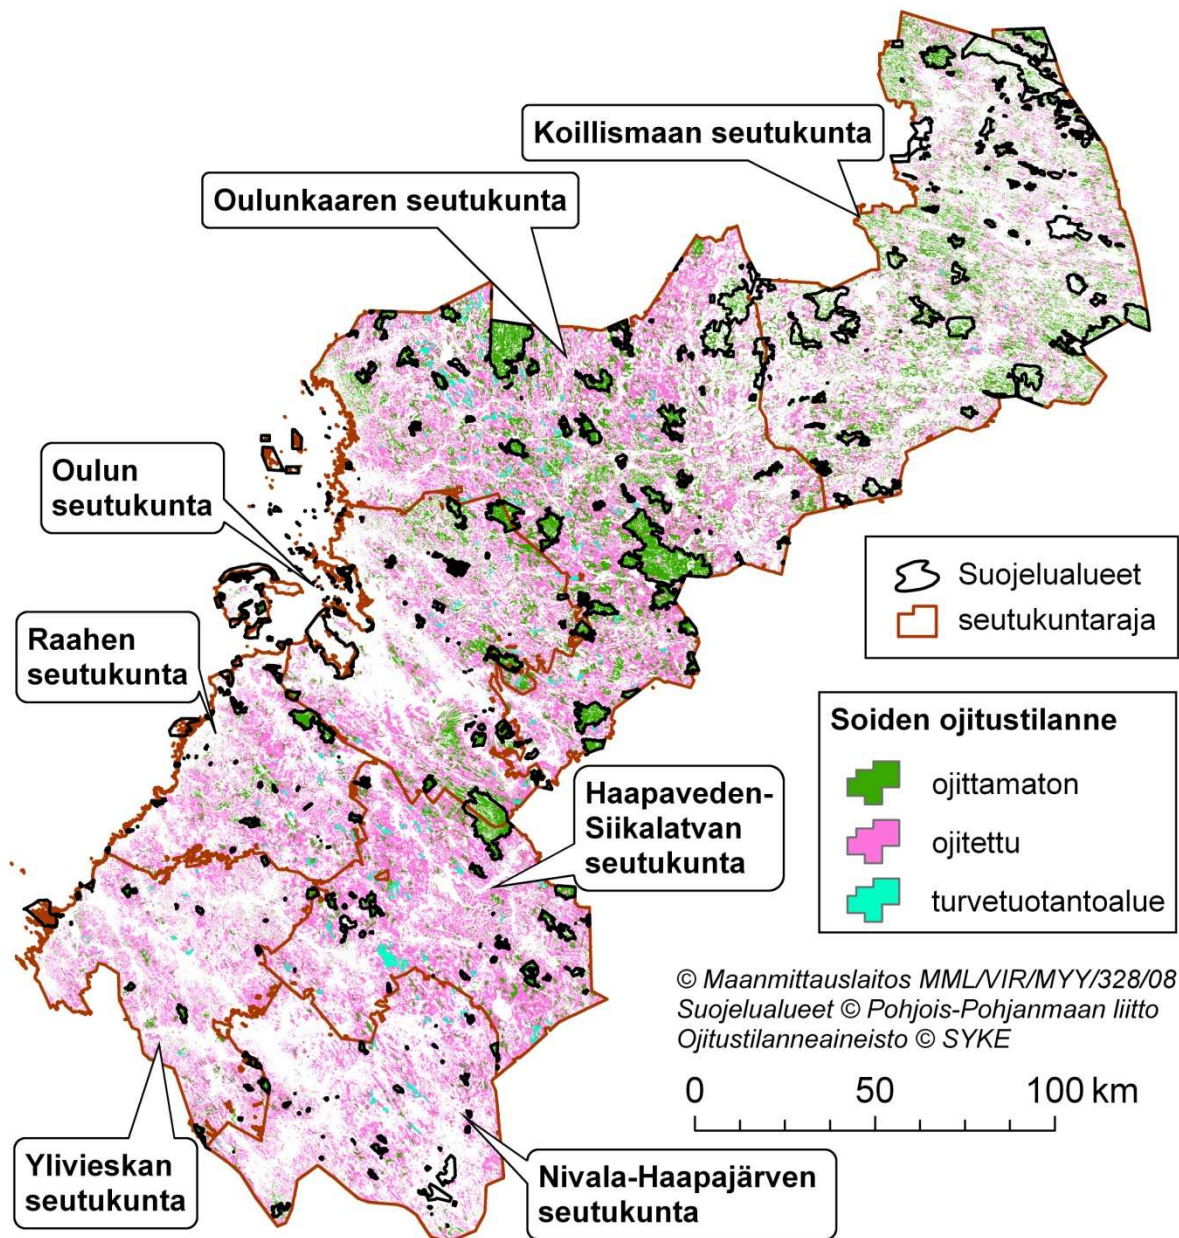 Koillismaan seutukunta
Oulunkaaren seutukunta
Oulun
seutukunta
Raahen
seutukunta
Haapaveden-
Siikalatvan
seutukunta
Ylivieskan
seutukunta
Nivala-Haapajärven
seutukunta
Suojelualueet
seutukuntaraja
Soiden ojitustilanne
ojittamaton
ojitettu
turvetuotantoalue
© Maanmittauslaitos MML/VIR/MYY/328/08
Suojelualueet © Pohjois-Pohjanmaan liitto
Ojitustilanneaineisto © SYKE
0 50 100 km